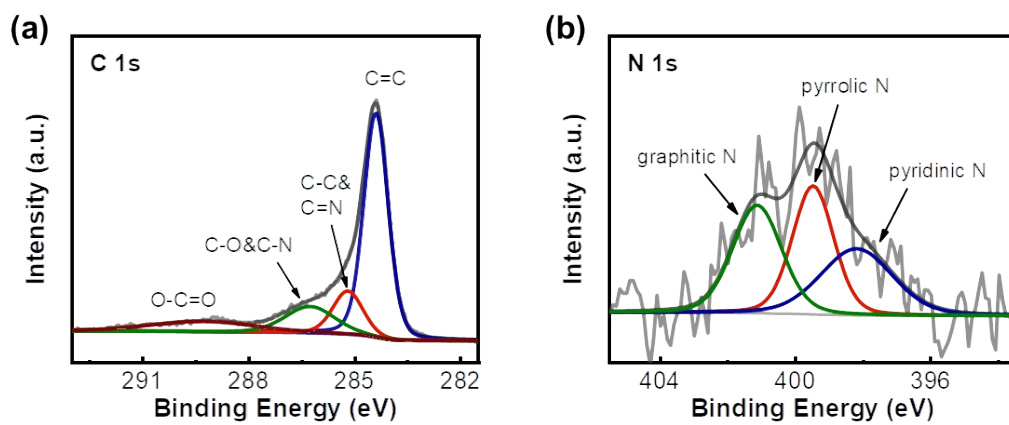 (a)
C 1s
C=C
C-C&
C=N
C-O&C-N
O-C=O
Intensity (a.u.)
291
288
285
282
Binding Energy (eV)
(b)
N 1s
pyrrolic N
graphitic N
pyridinic N
Intensity (a.u.)
404
400
396
Binding Energy (eV)